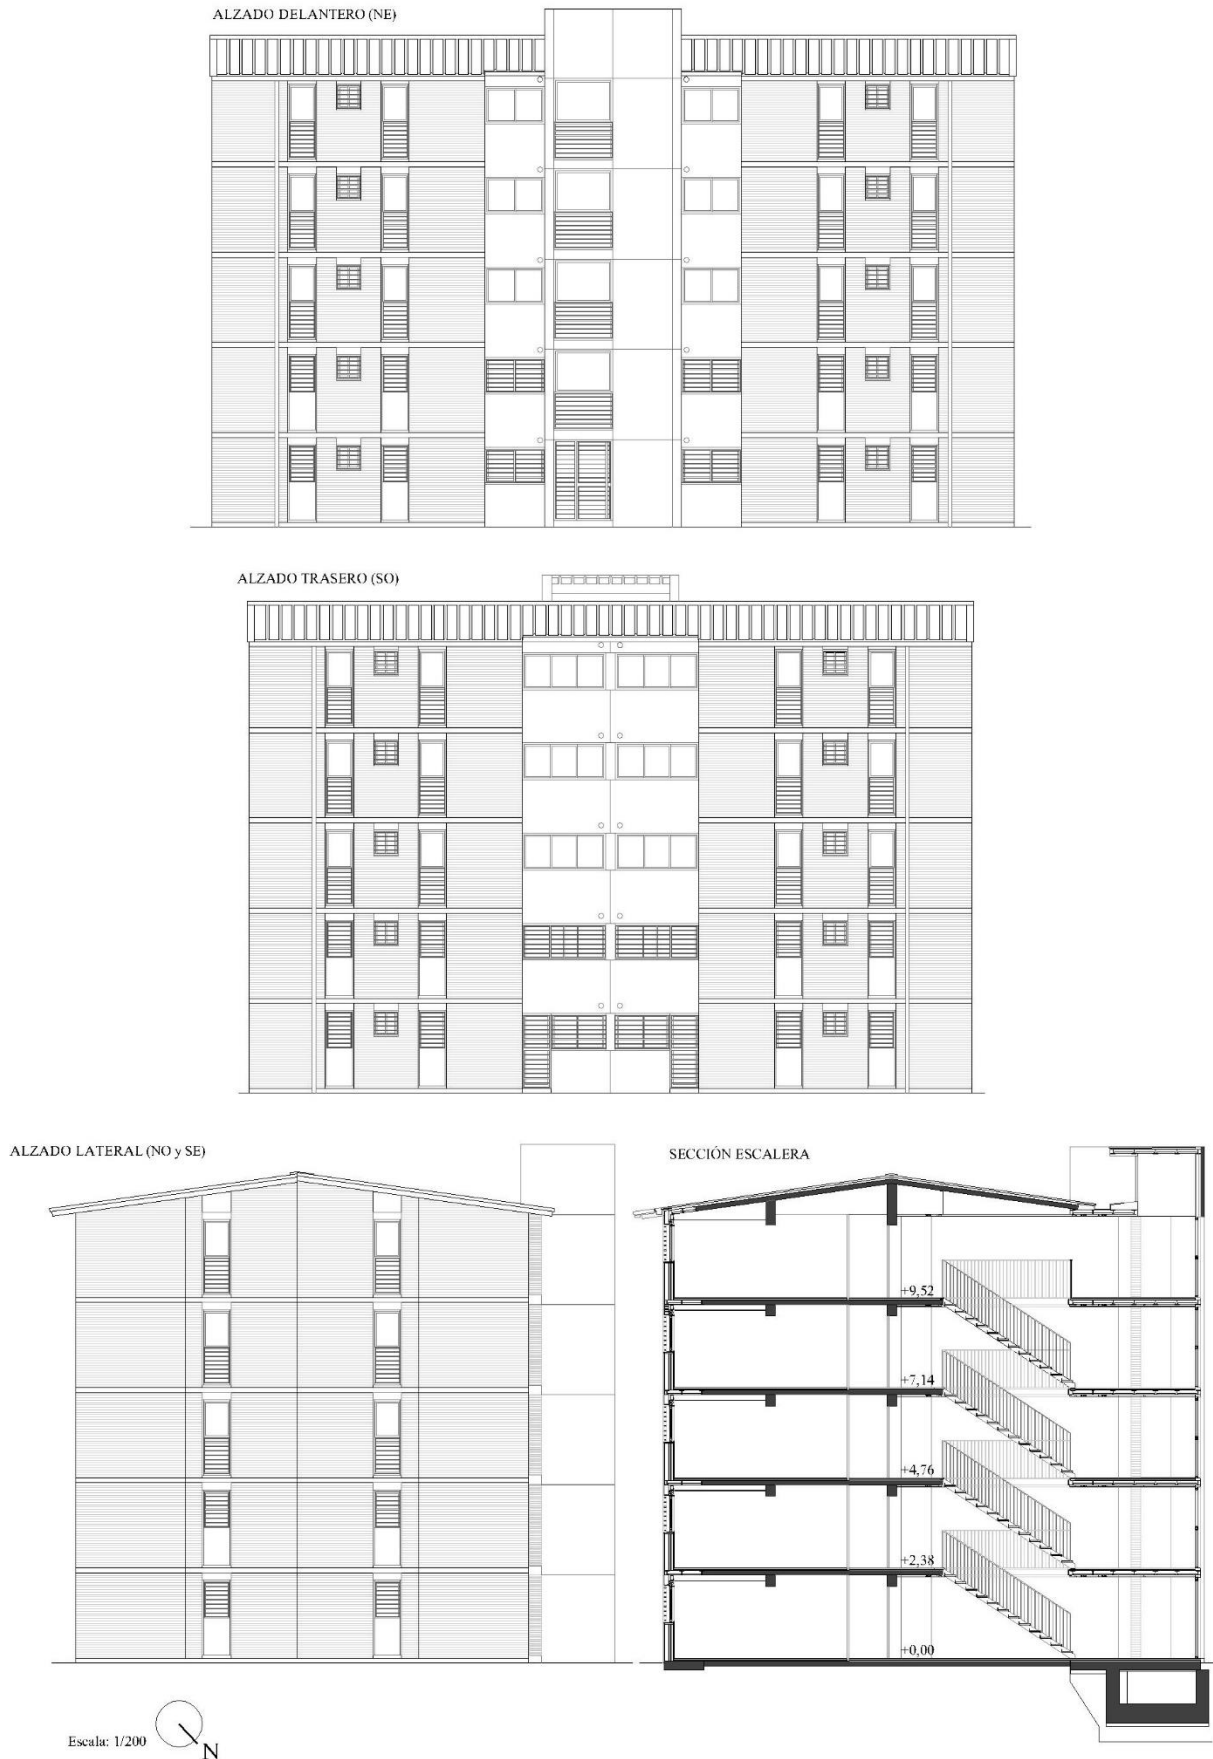 ALZADO DELANTERO (NE)
ALZADO TRASERO (SO)
ALZADO LATERAL (NO y SE)
SECCIÓN ESCALERA
+9,52
+7,14
+4,76
+2,38
+0,00
Escala: 1/200
N